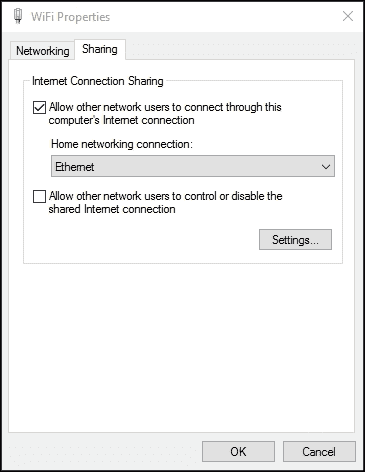 WiFi Properties
Networking
Sharing
Internet Connection Sharing
Allow other network users to connect through this
computer's Internet connection
Home networking connection:
Ethernet
Allow other network users to control or disable the
shared Internet connection
Settings...
OK
Cancel